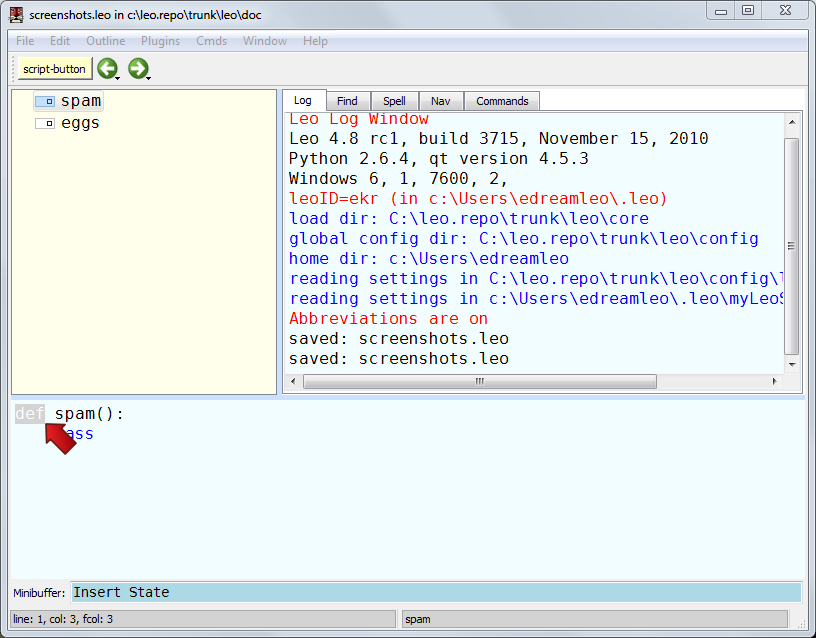 screenshots.leo in c:\leo.repo\trunk\leo\doc
File Edit Outline Plugins Cmds Window Help
script-button
spam
eggs
Log Find Spell Nav Commands
Leo Log Window
Leo 4.8 rc1, build 3715, November 15, 2010
Python 2.6.4, qt version 4.5.3
Windows 6, 1, 7600, 2,
leoID=ekr (in c:\Users\edreamleo\.leo)
load dir: C:\leo.repo\trunk\leo\core
global config dir: C:\leo.repo\trunk\leo\config
home dir: c:\Users\edreamleo
reading settings in C:\leo.repo\trunk\leo\config\
reading settings in c:\Users\edreamleo\.leo\myLeoS
Abbreviations are on
saved: screenshots.leo
saved: screenshots.leo
def spam():
ass
Minibuffer: Insert State
line: 1, col: 3, fcol: 3
spam